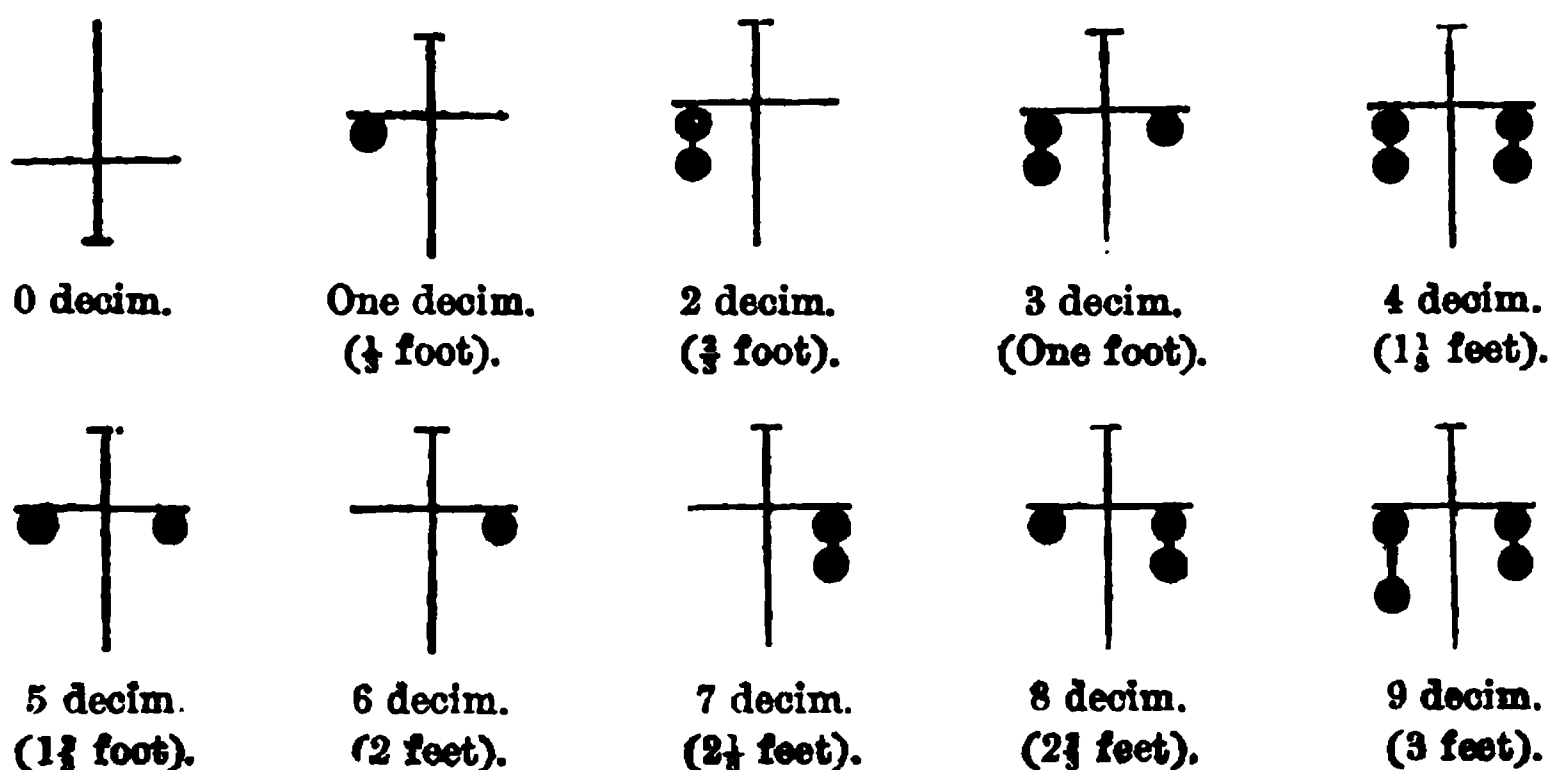 0 decim. One decim. 2 decim. 3 decim. 4 decim.
(⅓ foot). (⅔ foot). (One foot). (1⅓ feet).
5 decim. 6 decim. 7 decim. 8 decim. 9 decim.
(1⅔ foot). (2 feet). (2⅓ feet). (2⅔ feet). (3 feet).